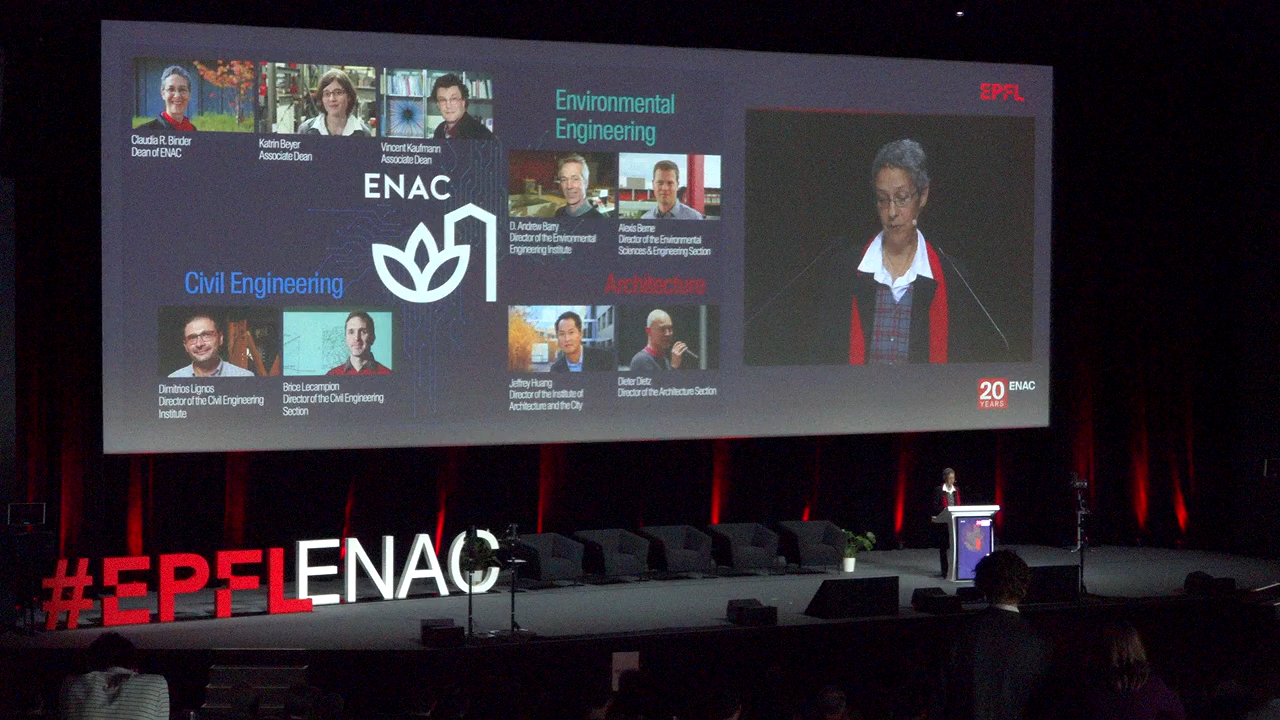 EPFL
Claudia R. Binder
Dean of ENAC
Katrin Beyer
Associate Dean
Vincent Kaufmann
Associate Dean
ENAC
Environmental
Engineering
D. Andrew Barry
Director of the Environmental
Engineering Institute
Alexis Berne
Director of the Environmental
Sciences & Engineering Section
Civil Engineering
Dimitrios Lignos
Director of the Civil Engineering
Institute
Brice Lecampion
Director of the Civil Engineering
Section
Architecture
Jeffrey Huang
Director of the Institute of
Architecture and the City
Dieter Dietz
Director of the Architecture Section
20
YEARS
ENAC
#EPFLENAC